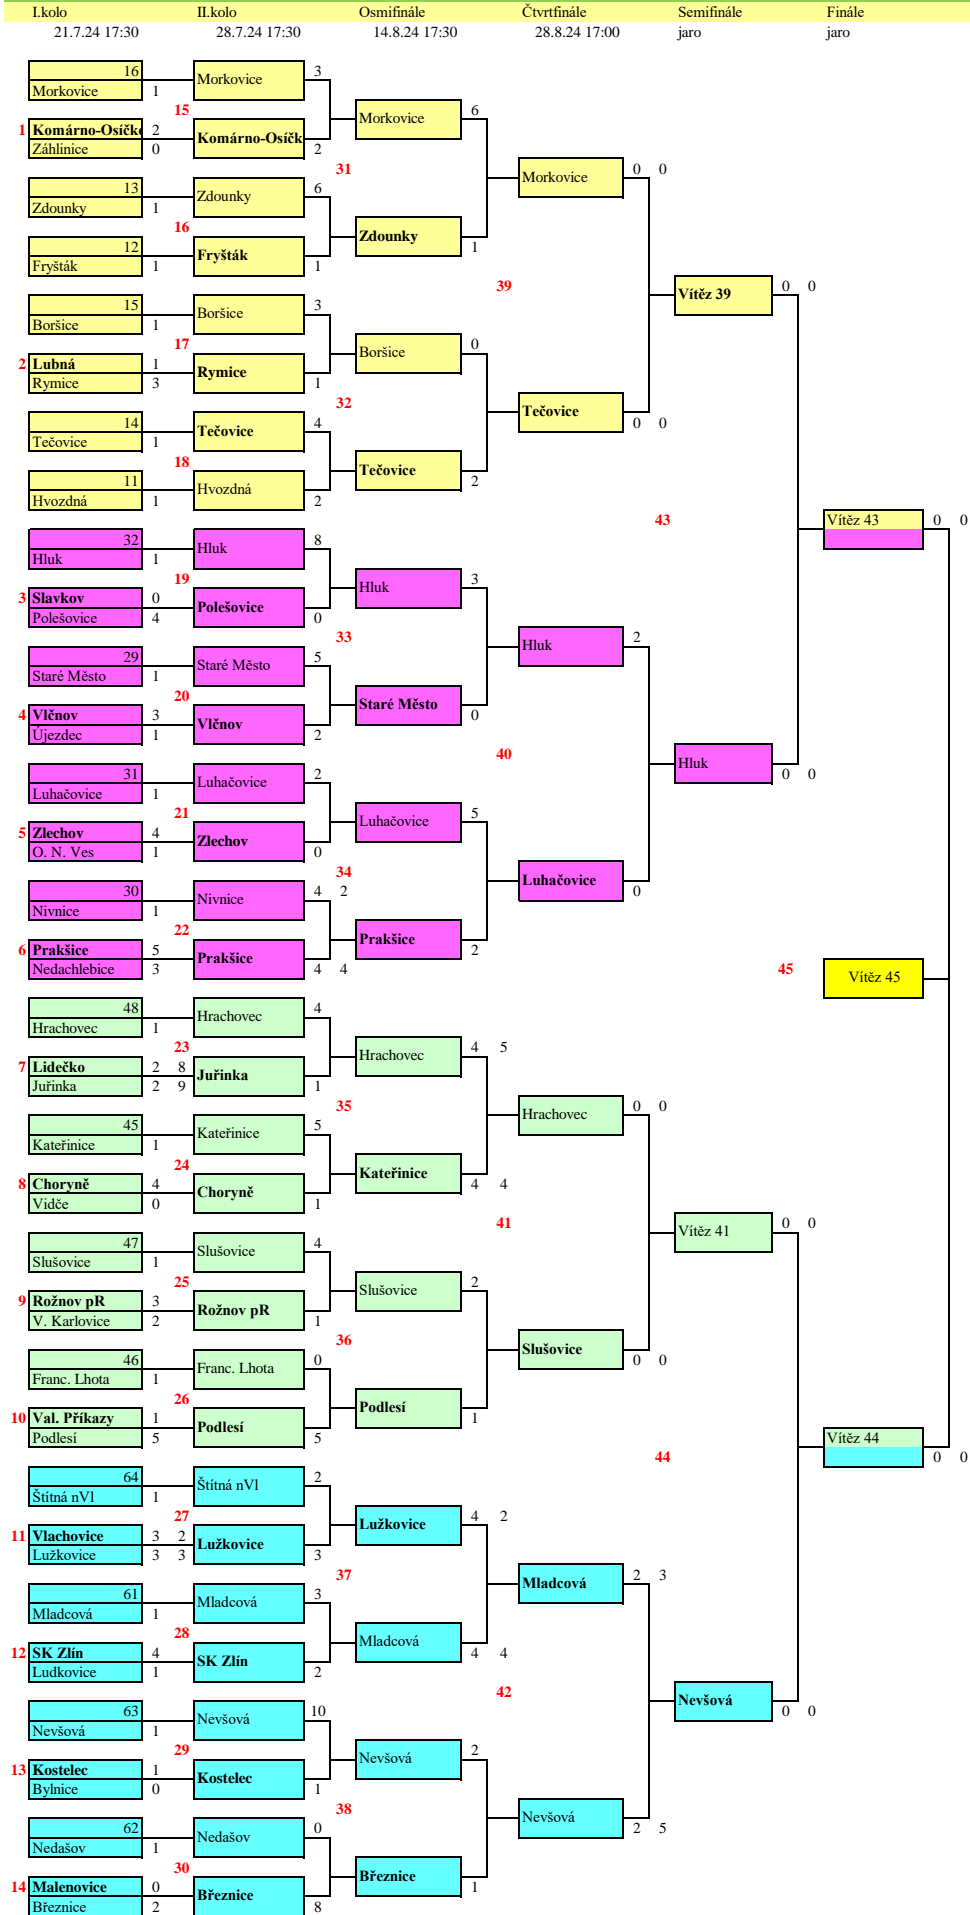 I.kolo II.kolo Osmifinále Čtvrtfinále Semifinále Finále
21.7.24 17:30 28.7.24 17:30 14.8.24 17:30 28.8.24 17:00 jaro jaro
16 Morkovice 3
Morkovice 1
15 Morkovice 6
1 Komárno-Osíčk 2 Komárno-Osíčk
Záhlinice 0 2
31 Morkovice 0 0
13 Zdounky 6
Zdounky 1
16 Zdounky 1
12 Fryšták 1
Fryšták 1
39 Vítěz 39 0 0
15 Boršice 3
Boršice 1
17 Boršice 0
2 Lubná 1 Rymice 1
Rymice 3
32 Tečovice 0 0
14 Tečovice 4
Tečovice 1
18 Tečovice 2
11 Hvozdná 2
Hvozdná 1
43 Vítěz 43 0 0
32 Hluk 8
Hluk 1
19 Hluk 3
3 Slavkov 0 Polešovice 0
Polešovice 4
33 Hluk 2
29 Staré Město 5
Staré Město 1
20 Staré Město 0
4 Vlčnov 3 Vlčnov 2
Újezdec 1
40 Hluk 0 0
31 Luhačovice 2
Luhačovice 1
21 Luhačovice 5
5 Zlechov 4 Zlechov 0
O. N. Ves 1
34 Luhačovice 0
30 Nivnice 4 2
Nivnice 1
22 Prakšice 2
6 Prakšice 5 Prakšice 4 4
Nedachlebice 3
45 Vítěz 45
48 Hrachovec 4
Hrachovec 1
23 Hrachovec 4 5
7 Lidečko 2 8 Juřinka 1
Juřinka 2 9
35 Hrachovec 0 0
45 Kateřinice 5
Kateřinice 1
24 Kateřinice 4 4
8 Choryně 4 Choryně 1
Vidče 0
41 Vítěz 41 0 0
47 Slušovice 4
Slušovice 1
25 Slušovice 2
9 Rožnov pR 3 Rožnov pR 1
V. Karlovice 2
36 Slušovice 0 0
46 Franc. Lhota 0
Franc. Lhota 1
26 Podlesí 1
10 Val. Příkazy 1 Podlesí 5
Podlesí 5
44 Vítěz 44 0 0
64 Štítná nVl 2
Štítná nVl 1
27 Lužkovice 4 2
11 Vlachovice 3 2 Lužkovice 3
Lužkovice 3 3
37 Mladcová 2 3
61 Mladcová 3
Mladcová 1
28 Mladcová 4 4
12 SK Zlín 4 SK Zlín 2
Ludkovice 1
42 Nevšová 0 0
63 Nevšová 10
Nevšová 1
29 Nevšová 2
13 Kostelec 1 Kostelec 1
Bylnice 0
38 Nevšová 2 5
62 Nedašov 0
Nedašov 1
30 Březnice 1
14 Malenovice 0 Březnice 8
Březnice 2